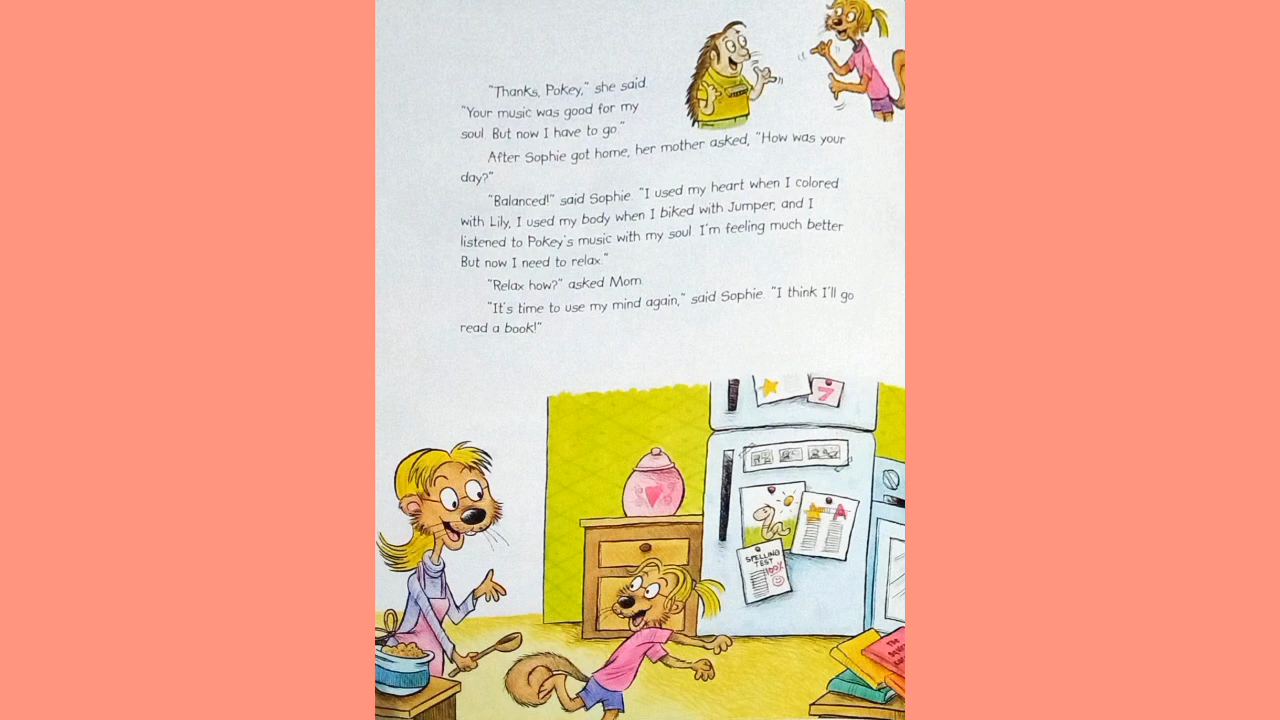 "Thanks, Pokey," she said.
"Your music was good for my
soul. But now I have to go."
After Sophie got home, her mother asked, "How was your
day?"
"Balanced!" said Sophie. "I used my heart when I colored
with Lily, I used my body when I biked with Jumper, and I
listened to Pokey's music with my soul. I'm feeling much better.
But now I need to relax."
"Relax how?" asked Mom.
"It's time to use my mind again," said Sophie. "I think I'll go
read a book!"
7
A
SPELLING
TEST
100%
The